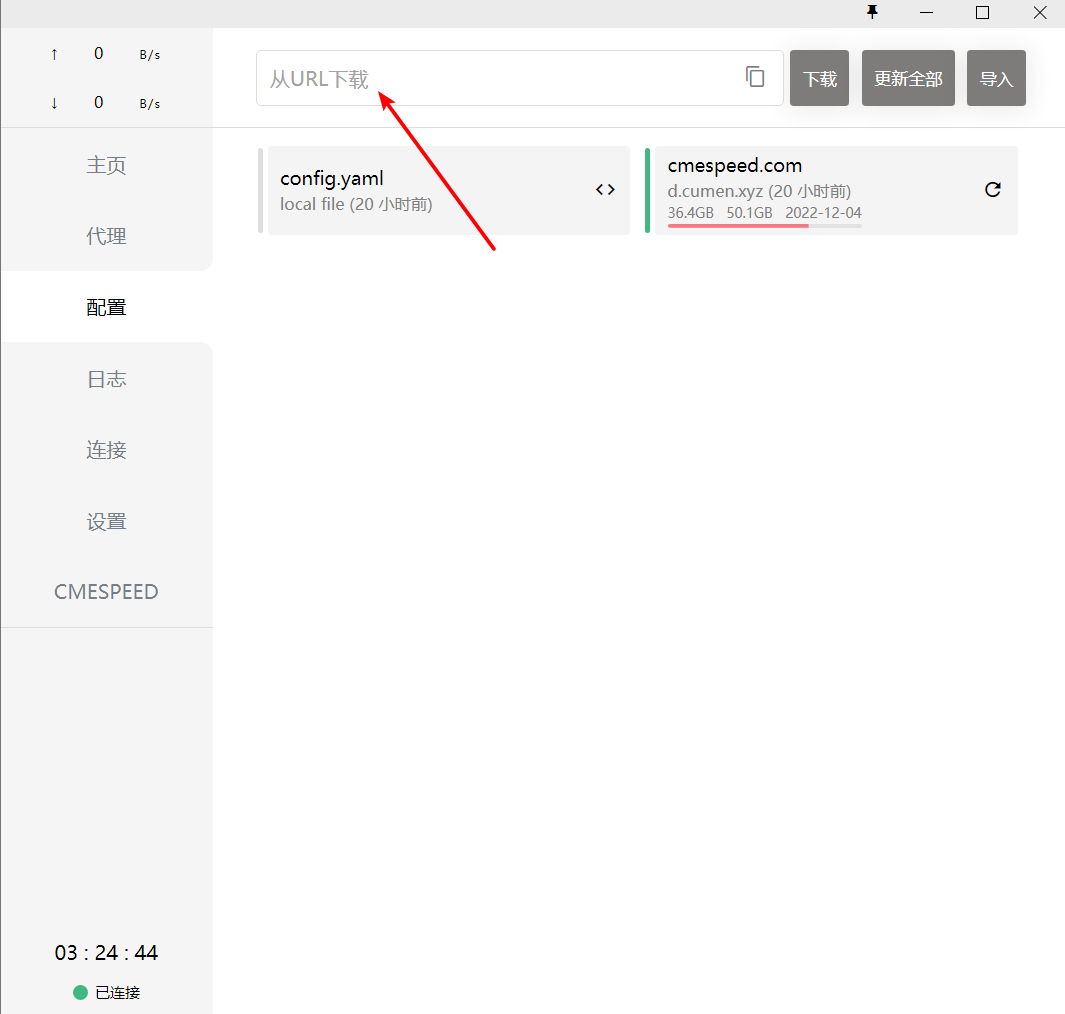 ↑ 0 B/s
↓ 0 B/s
主页
代理
配置
日志
连接
设置
CMESPEED
03 : 24 : 44
已连接
从URL下载
下载
更新全部
导入
config.yaml
local file (20 小时前)
cmespeed.com
d.cumen.xyz (20 小时前)
36.4GB 50.1GB 2022-12-04